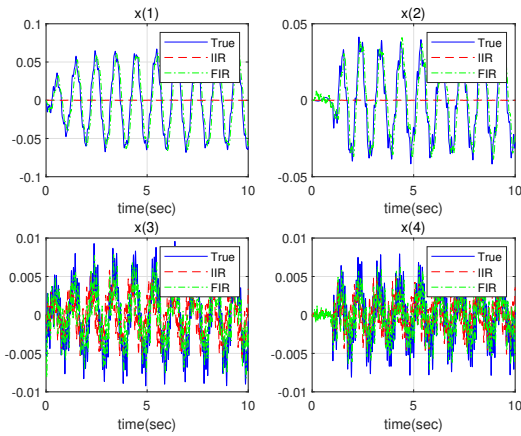 x(1)
0.1
0.05
0
-0.05
-0.1
0
5
10
time(sec)
True
IIR
FIR
x(2)
0.05
0
-0.05
0
5
10
time(sec)
True
IIR
FIR
x(3)
0.01
0.005
0
-0.005
-0.01
0
5
10
time(sec)
True
IIR
FIR
x(4)
0.01
0.005
0
-0.005
-0.01
0
5
10
time(sec)
True
IIR
FIR